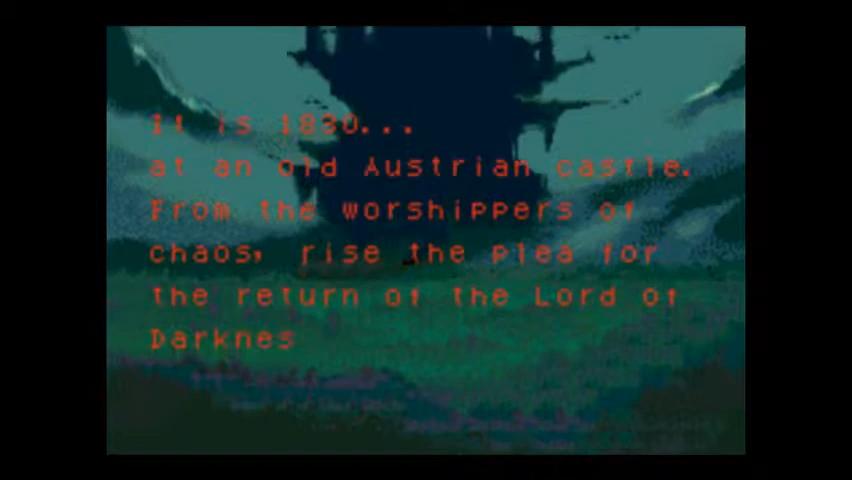 It is 1830...
at an old Austrian castle.
From the worshippers of
chaos, rise the plea for
the return of the Lord of
Darknes